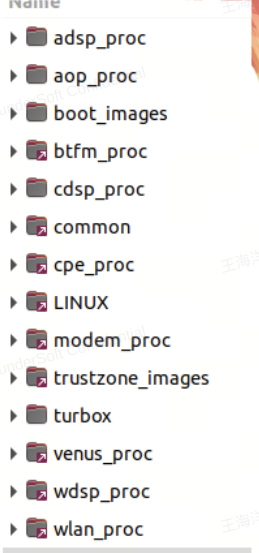 Name
adsp_proc
aop_proc
boot_images
btfm_proc
cdsp_proc
common
cpe_proc
LINUX
modem_proc
trustzone_images
turbox
venus_proc
wdsp_proc
wlan_proc